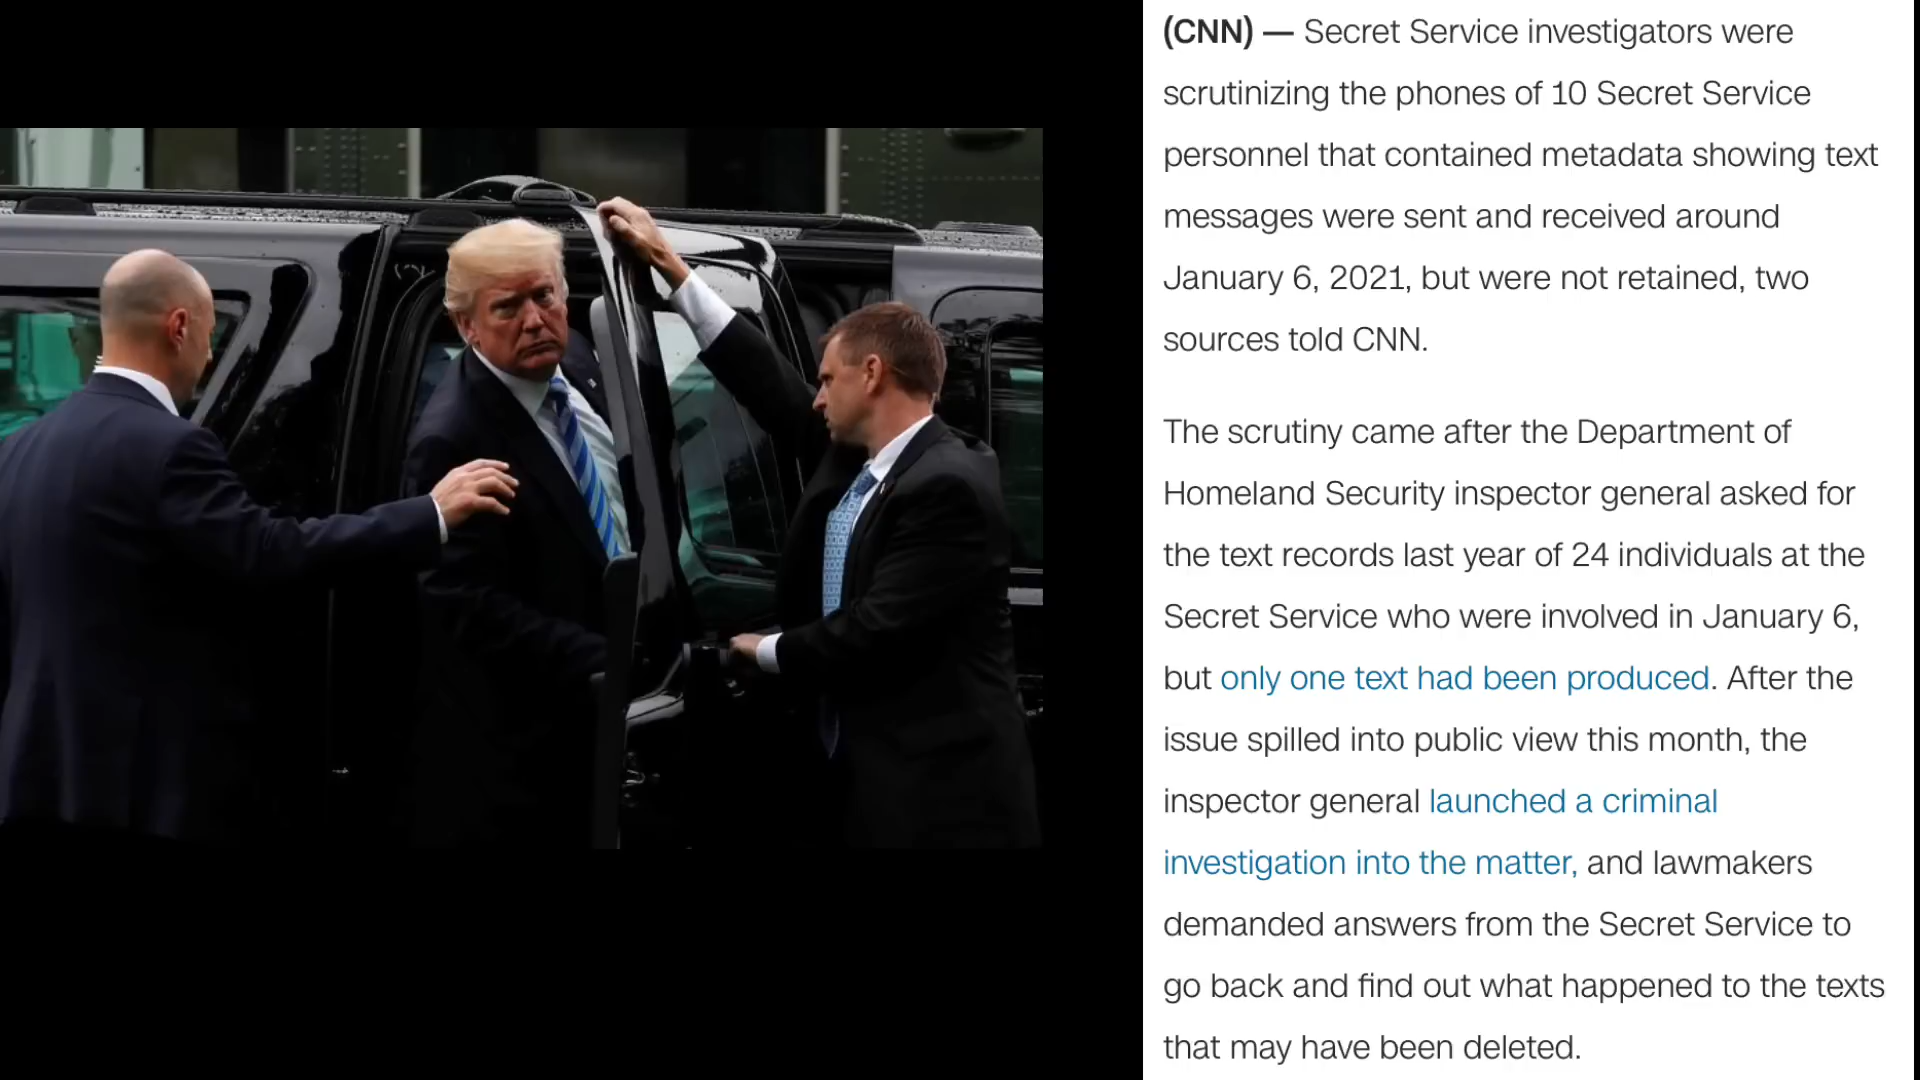 (CNN) — Secret Service investigators were
scrutinizing the phones of 10 Secret Service
personnel that contained metadata showing text
messages were sent and received around
January 6, 2021, but were not retained, two
sources told CNN.
The scrutiny came after the Department of
Homeland Security inspector general asked for
the text records last year of 24 individuals at the
Secret Service who were involved in January 6,
but only one text had been produced. After the
issue spilled into public view this month, the
inspector general launched a criminal
investigation into the matter, and lawmakers
demanded answers from the Secret Service to
go back and find out what happened to the texts
that may have been deleted.